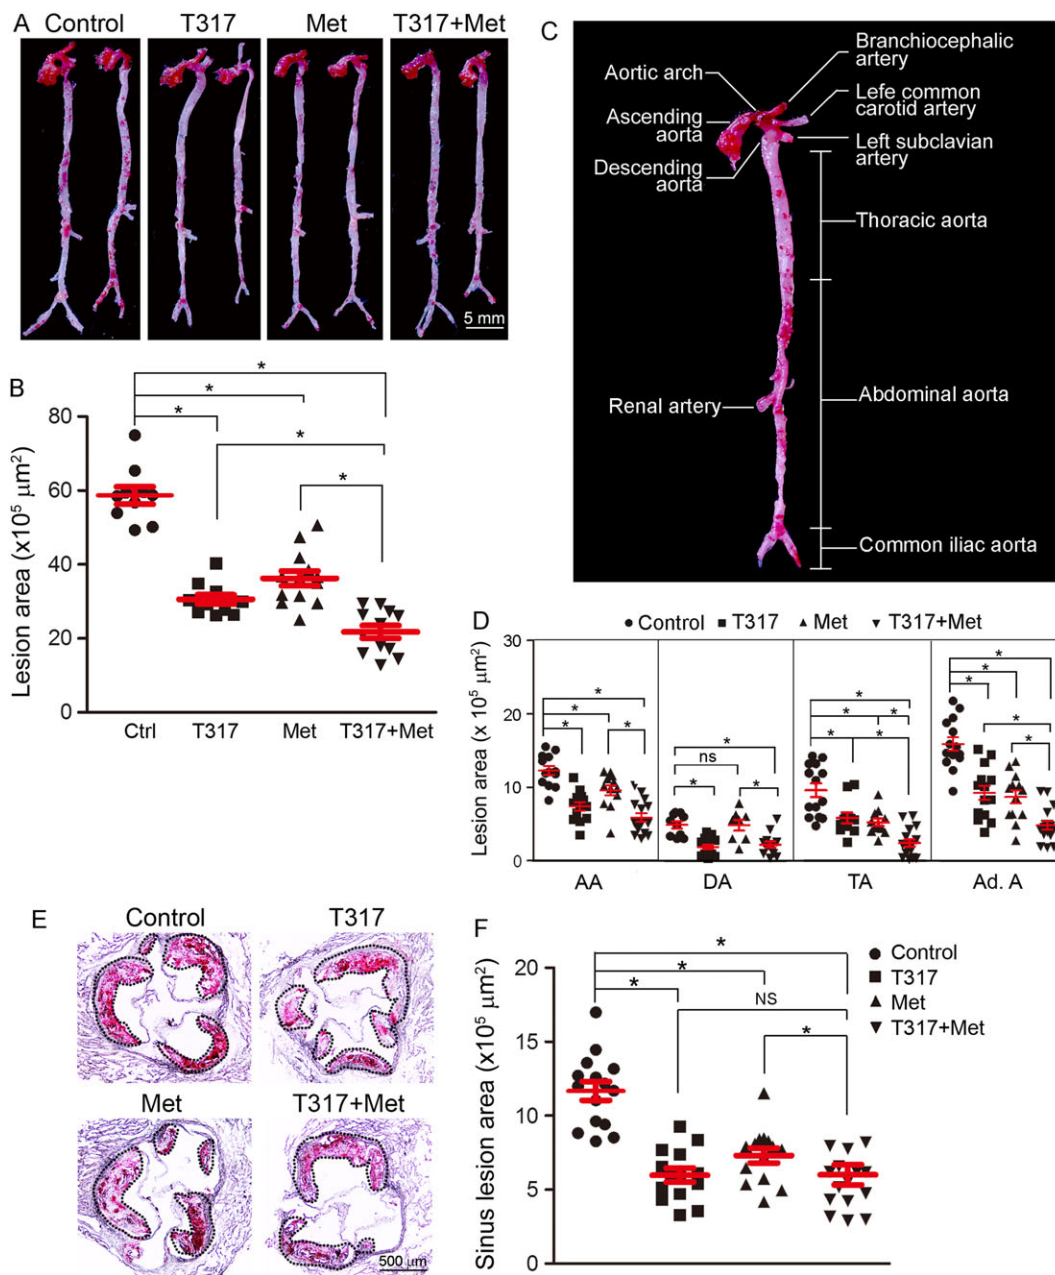 A Control T317 Met T317+Met
5 mm
B
Lesion area (x10⁵ μm²)
80
60
40
20
0
Ctrl T317 Met T317+Met
* * * * *
C
Branchiocephalic
artery
Aortic arch
Lefe common
carotid artery
Ascending
aorta
Left subclavian
artery
Descending
aorta
Thoracic aorta
Renal artery
Abdominal aorta
Common iliac aorta
D Control T317 Met T317+Met
Lesion area (x 10⁵ μm²)
30
20
10
0
* * * *
* ns * *
* * * * *
* * * * *
AA DA TA Ad. A
E Control T317
Met T317+Met
500 μm
F
Control
T317
Met
T317+Met
Sinus lesion area (x10⁵ μm²)
20
15
10
5
0
*
*
*
NS
*